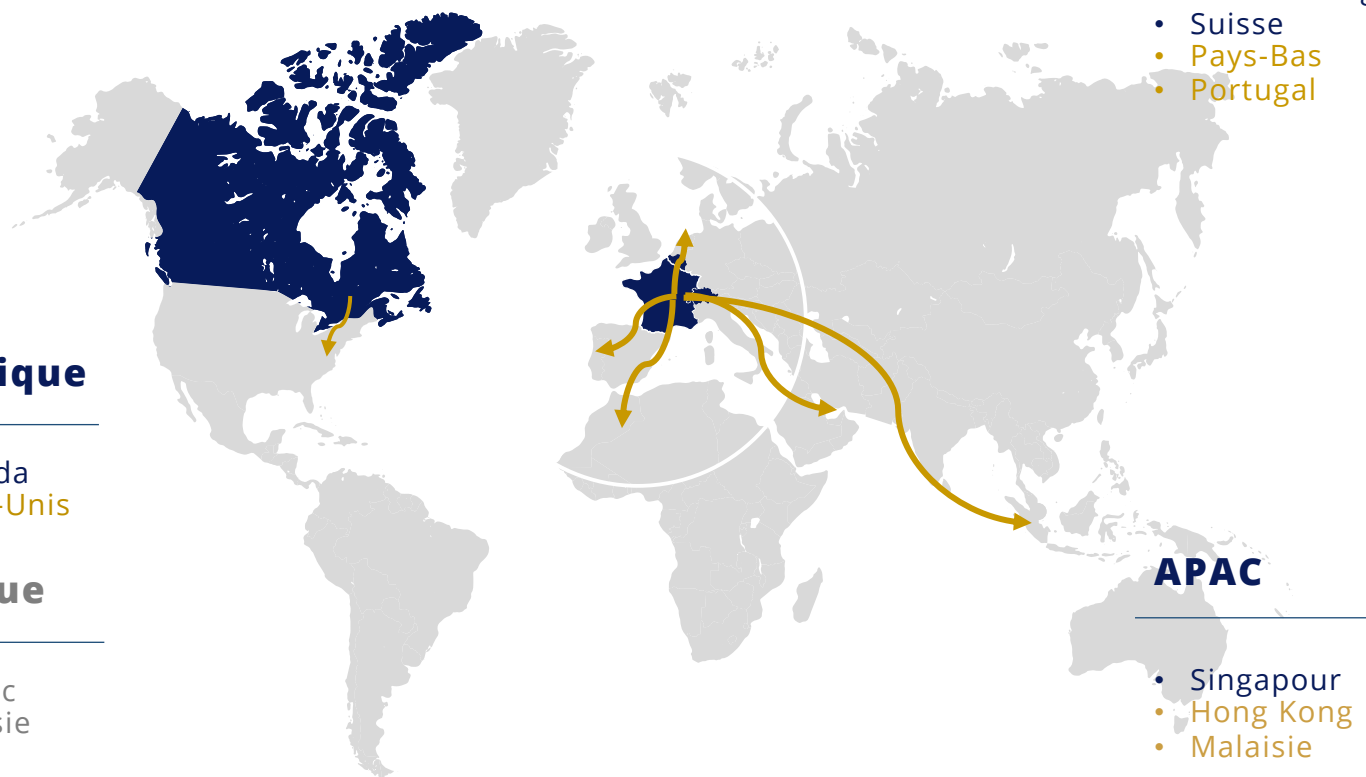 • Suisse
• Pays-Bas
• Portugal
ique
da
-Unis
ue
c
sie
APAC
• Singapour
• Hong Kong
• Malaisie